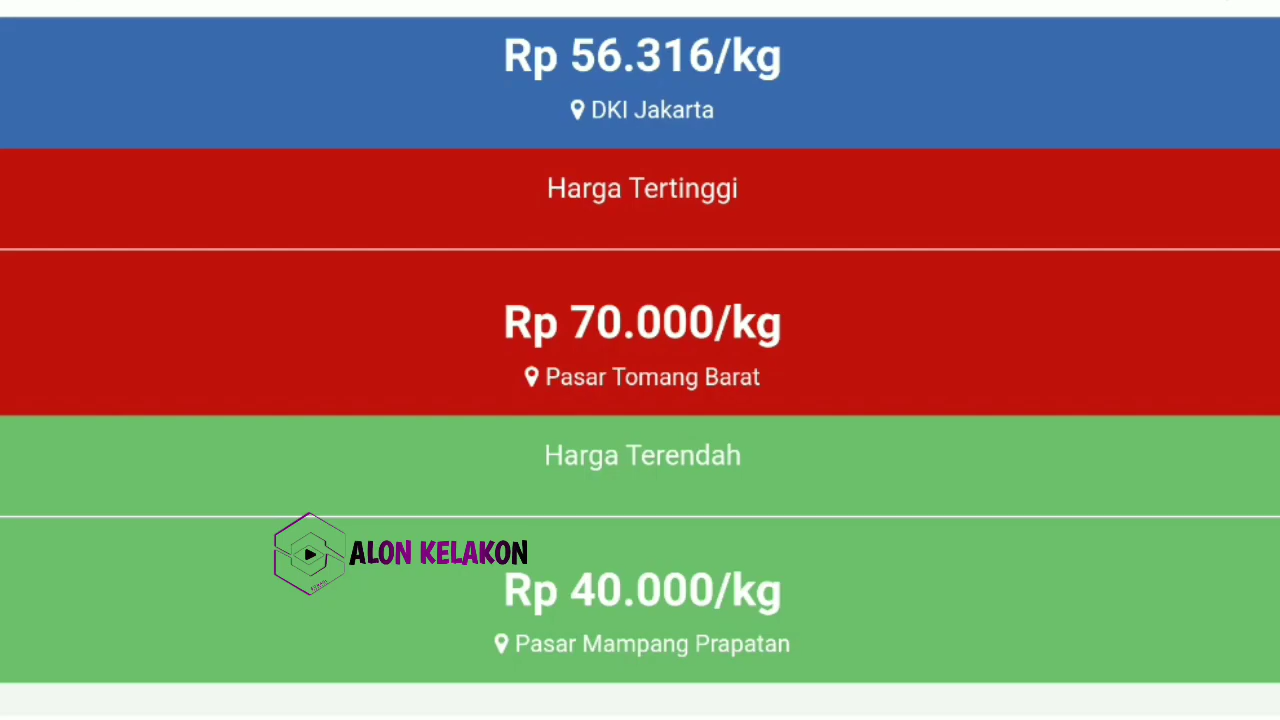 Rp 56.316/kg
DKI Jakarta
Harga Tertinggi
Rp 70.000/kg
Pasar Tomang Barat
Harga Terendah
ALON KELAKON
Rp 40.000/kg
Pasar Mampang Prapatan